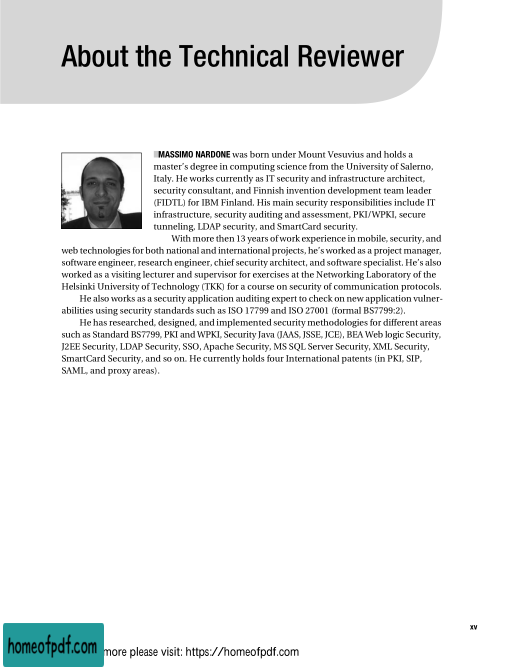 About the Technical Reviewer
MASSIMO NARDONE was born under Mount Vesuvius and holds a
master's degree in computing science from the University of Salerno,
Italy. He works currently as IT security and infrastructure architect,
security consultant, and Finnish invention development team leader
(FIDTL) for IBM Finland. His main security responsibilities include IT
infrastructure, security auditing and assessment, PKI/WPKI, secure
tunneling, LDAP security, and SmartCard security.
With more then 13 years of work experience in mobile, security, and
web technologies for both national and international projects, he's worked as a project manager,
software engineer, research engineer, chief security architect, and software specialist. He's also
worked as a visiting lecturer and supervisor for exercises at the Networking Laboratory of the
Helsinki University of Technology (TKK) for a course on security of communication protocols.
He also works as a security application auditing expert to check on new application vulner-
abilities using security standards such as ISO 17799 and ISO 27001 (formal BS7799:2).
He has researched, designed, and implemented security methodologies for different areas
such as Standard BS7799, PKI and WPKI, Security Java (JAAS, JSSE, JCE), BEA Web logic Security,
J2EE Security, LDAP Security, SSO, Apache Security, MS SQL Server Security, XML Security,
SmartCard Security, and so on. He currently holds four International patents (in PKI, SIP,
SAML, and proxy areas).
xv
homeofpdf.com more please visit: https://homeofpdf.com